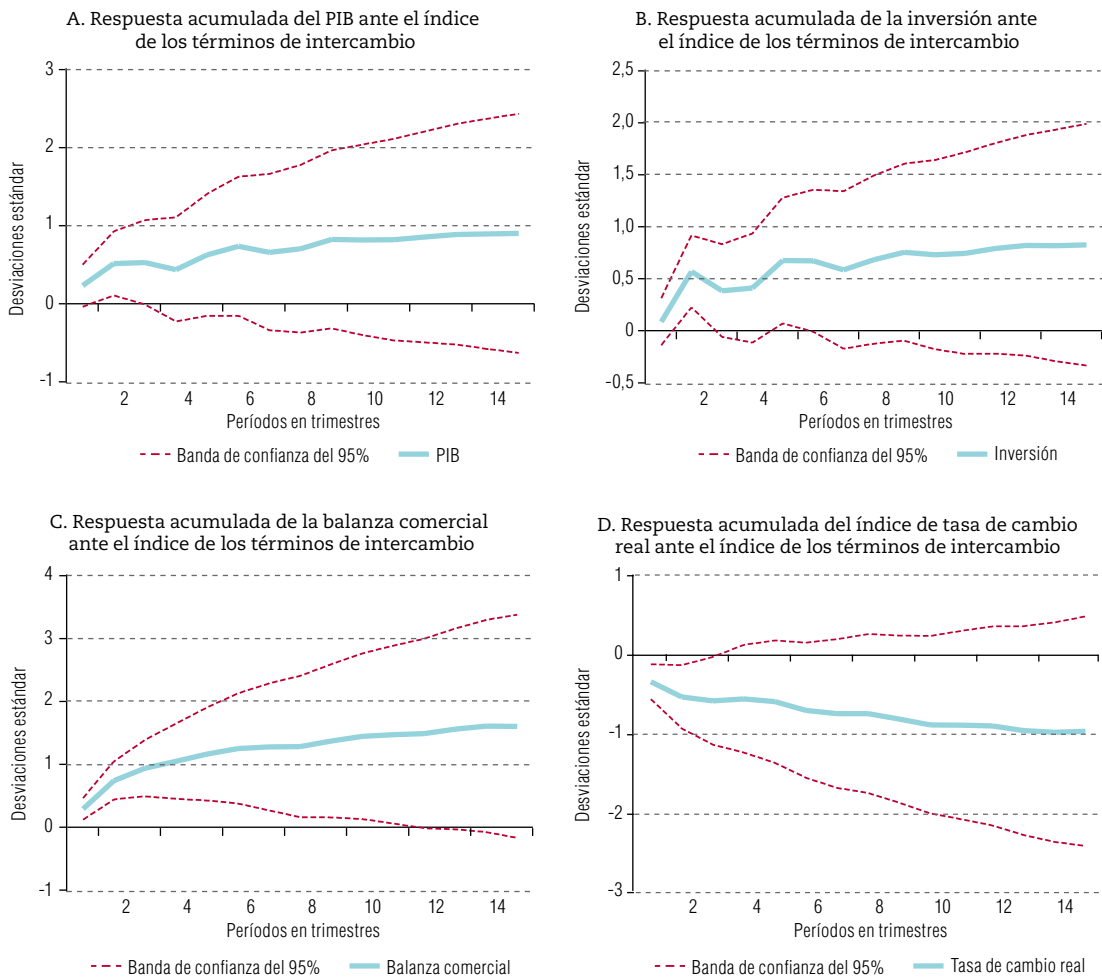 A. Respuesta acumulada del PIB ante el índice
de los términos de intercambio
3
2
1
0
-1
Desviaciones estándar
2 4 6 8 10 12 14
Períodos en trimestres
Banda de confianza del 95% PIB
B. Respuesta acumulada de la inversión ante
el índice de los términos de intercambio
2,5
2,0
1,5
1,0
0,5
0
-0,5
Desviaciones estándar
2 4 6 8 10 12 14
Períodos en trimestres
Banda de confianza del 95% Inversión
C. Respuesta acumulada de la balanza comercial
ante el índice de los términos de intercambio
4
3
2
1
0
-1
Desviaciones estándar
2 4 6 8 10 12 14
Períodos en trimestres
Banda de confianza del 95% Balanza comercial
D. Respuesta acumulada del índice de tasa de cambio
real ante el índice de los términos de intercambio
1
0
-1
-2
-3
Desviaciones estándar
2 4 6 8 10 12 14
Períodos en trimestres
Banda de confianza del 95% Tasa de cambio real